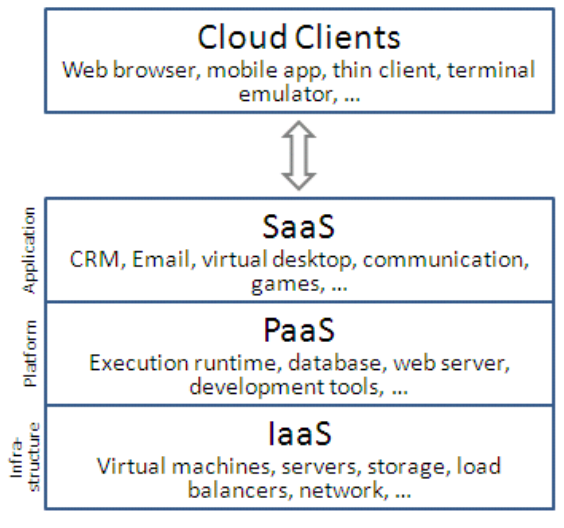 Cloud Clients
Web browser, mobile app, thin client, terminal
emulator, ...
Application
SaaS
CRM, Email, virtual desktop, communication,
games, ...
Platform
PaaS
Execution runtime, database, web server,
development tools, ...
Infra-
structure
IaaS
Virtual machines, servers, storage, load
balancers, network, ...